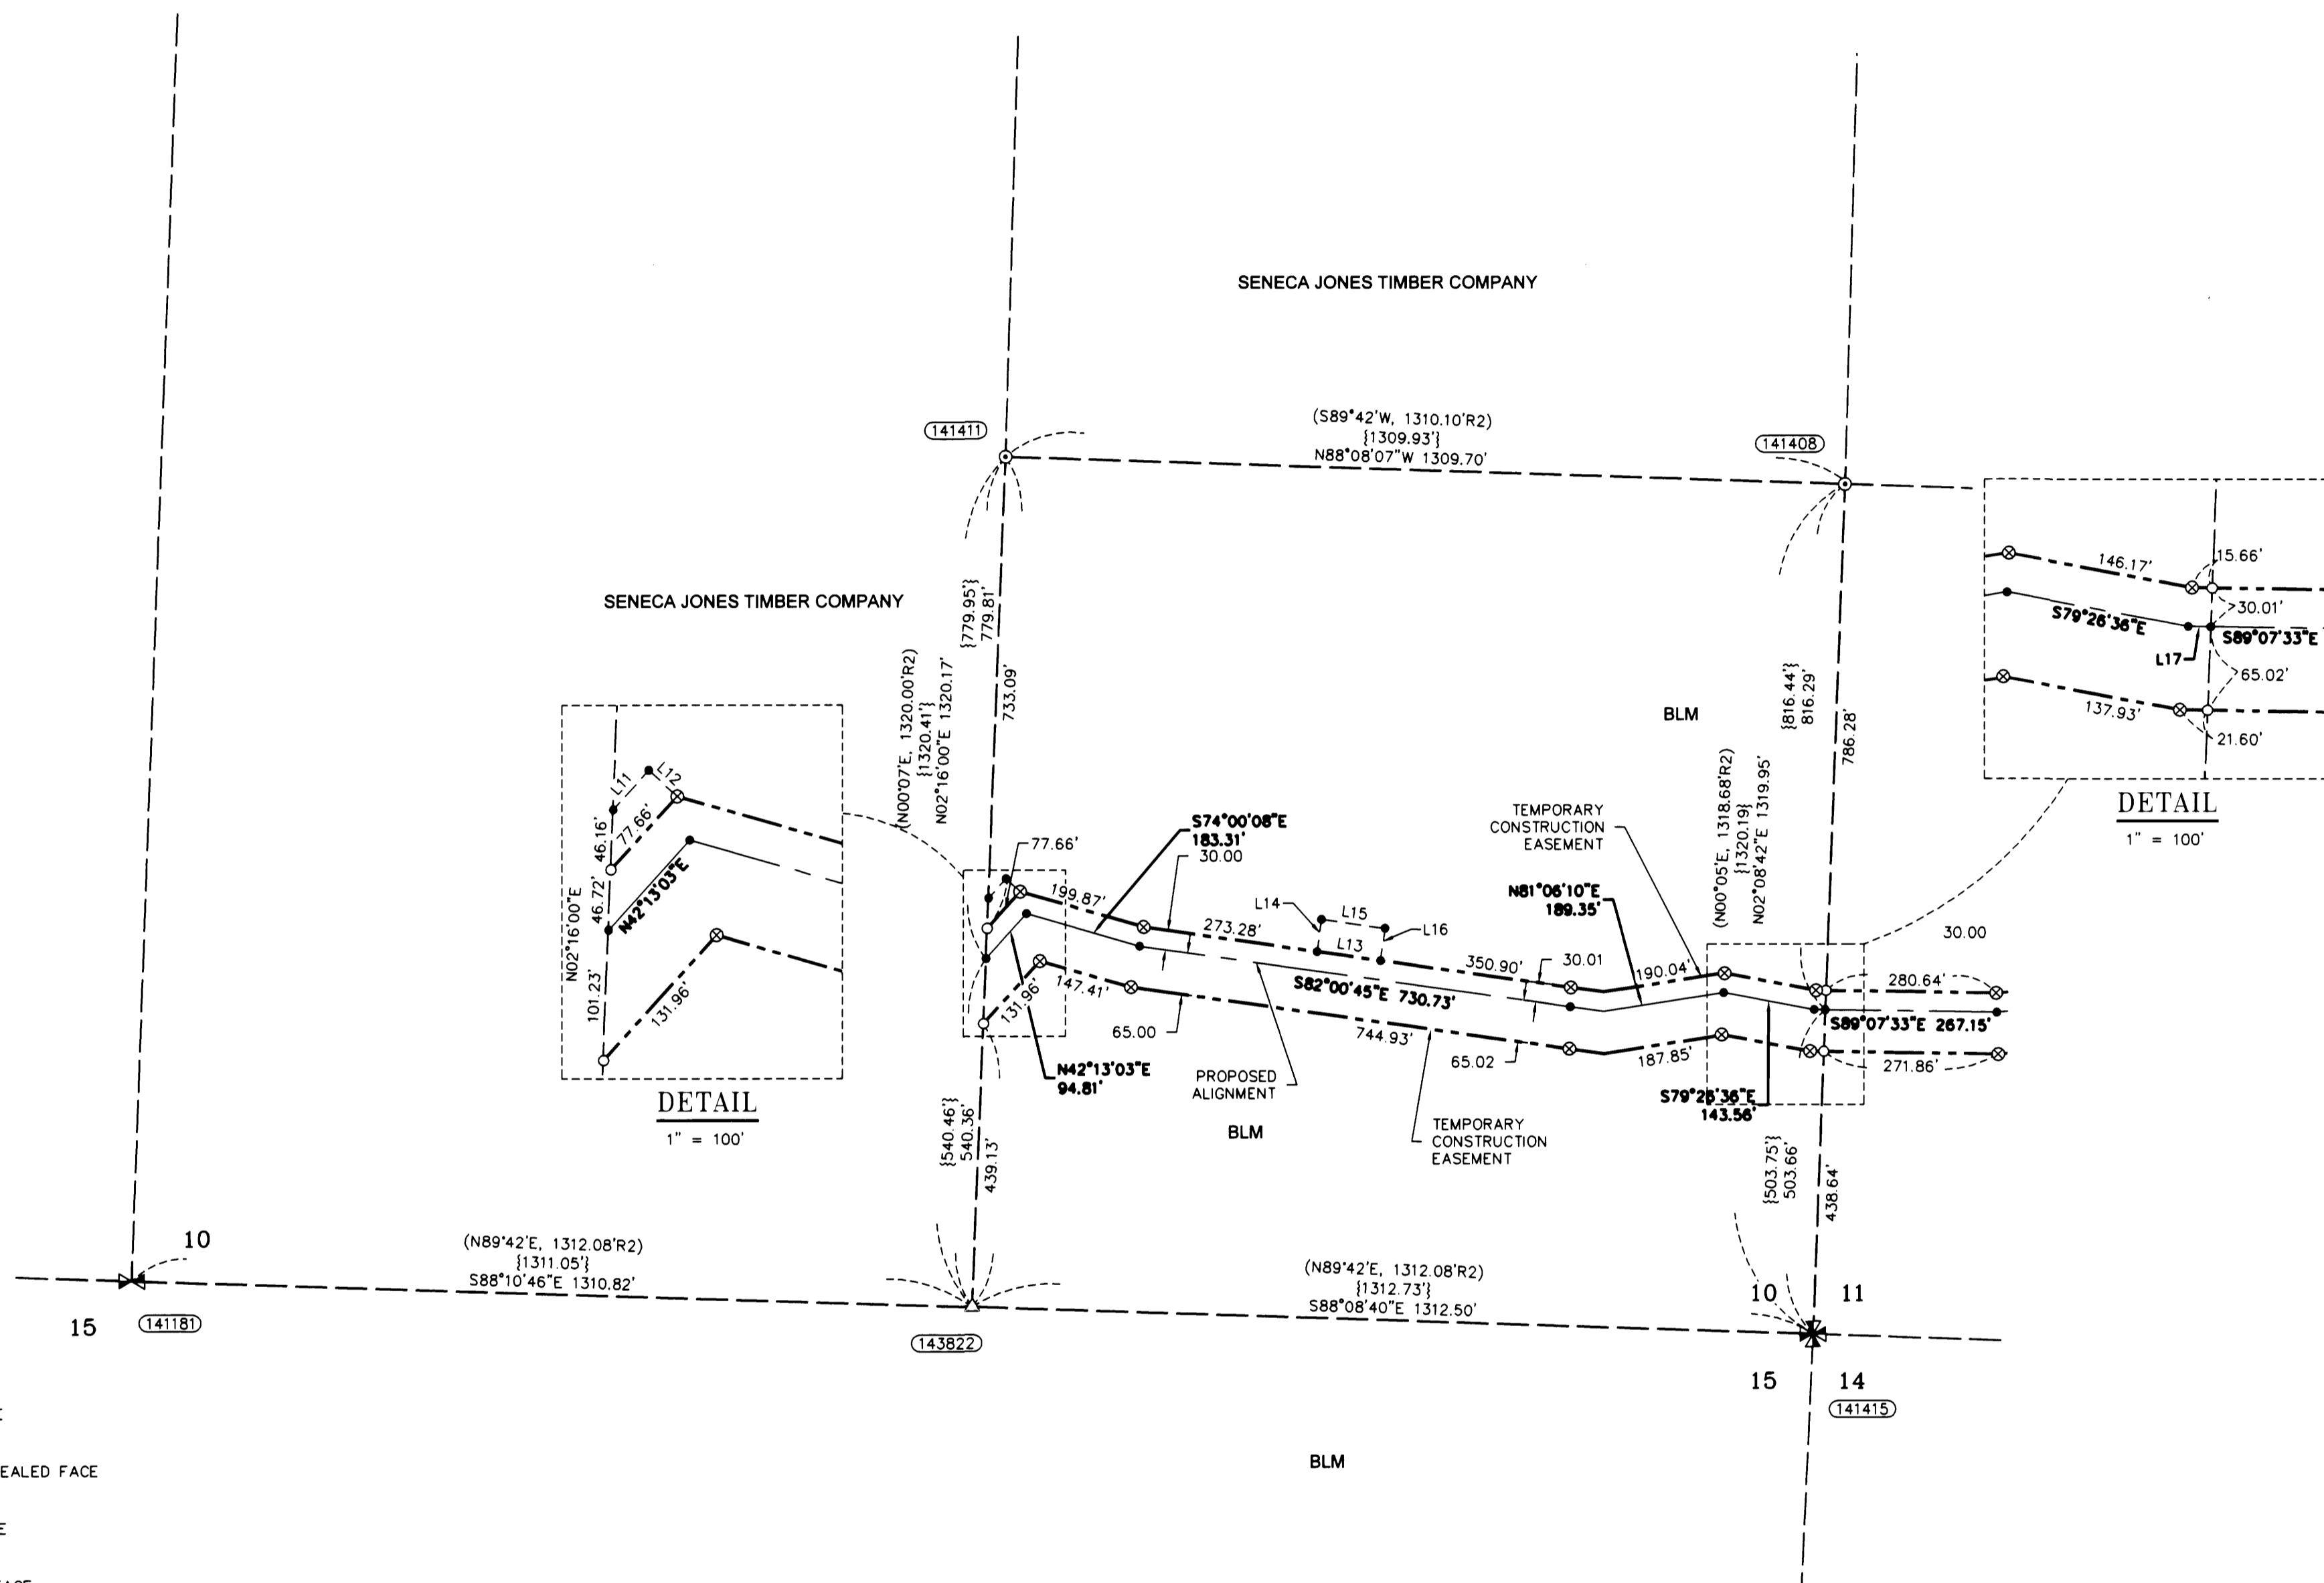 SENECA JONES TIMBER COMPANY
141411
(S89°42'W, 1310.10'R2)
{1309.93'}
N88°08'07"W 1309.70'
141408
146.17'
15.66'
30.01'
S79°26'36"E
S89°07'33"E
L17
65.02'
137.93'
21.60'
DETAIL
1" = 100'
SENECA JONES TIMBER COMPANY
{779.95'}
779.81'
733.09'
(N00°07'E, 1320.00'R2)
{1320.41'}
N02°16'00"E 1320.17'
BLM
{816.44'}
816.29'
786.28'
(N00°05'E, 1318.68'R2)
{1320.19}
N02°08'42"E 1319.95'
L11
L12
46.16'
77.66'
46.72'
N42°13'03"E
N02°16'00"E
101.23'
131.96'
DETAIL
1" = 100'
77.66'
S74°00'08"E
183.31'
30.00
199.87'
273.28'
L14
L15
L13
L16
TEMPORARY
CONSTRUCTION
EASEMENT
N81°06'10"E
189.35'
350.90'
30.01
190.04'
30.00
280.64'
S82°00'45"E 730.73'
S89°07'33"E 267.15'
131.96'
147.41'
65.00
744.93'
65.02
187.85'
271.86'
N42°13'03"E
94.81'
PROPOSED
ALIGNMENT
S79°26'36"E
143.56'
BLM
TEMPORARY
CONSTRUCTION
EASEMENT
{540.46'}
540.36'
439.13'
{503.75'}
503.66'
438.64'
10
(N89°42'E, 1312.08'R2)
{1311.05'}
S88°10'46"E 1310.82'
(N89°42'E, 1312.08'R2)
{1312.73'}
S88°08'40"E 1312.50'
10
11
15
141181
143822
15
14
141415
BLM
EALED FACE